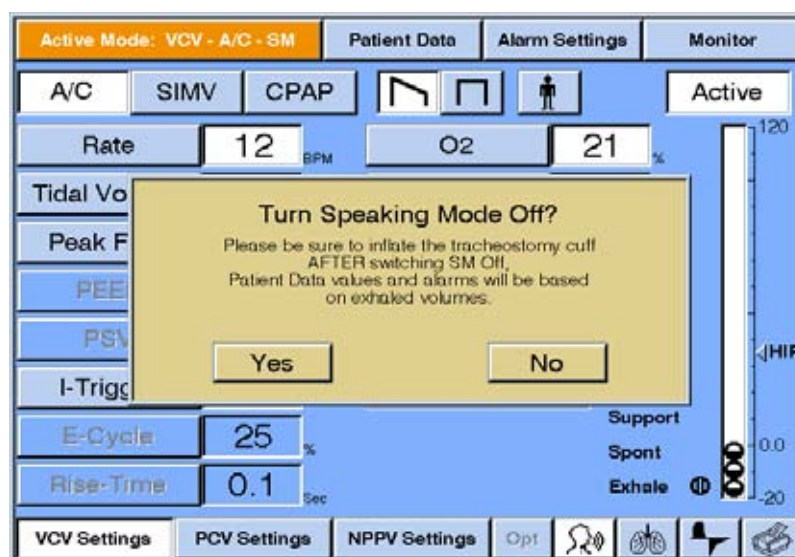 Active Mode: VCV - A/C - SM Patient Data Alarm Settings Monitor
A/C SIMV CPAP Active
Rate 12 BPM O2 21 %
120
Tidal Vo
Turn Speaking Mode Off?
Peak F
Please be sure to inflate the tracheostomy cuff
AFTER switching SM Off,
Patient Data values and alarms will be based
on exhaled volumes.
PEE
PSV
HIP
Yes No
I-Trigg
Support
E-Cycle 25 %
Spont 0.0
Rise-Time 0.1 Sec
Exhale -20
VCV Settings PCV Settings NPPV Settings Opt